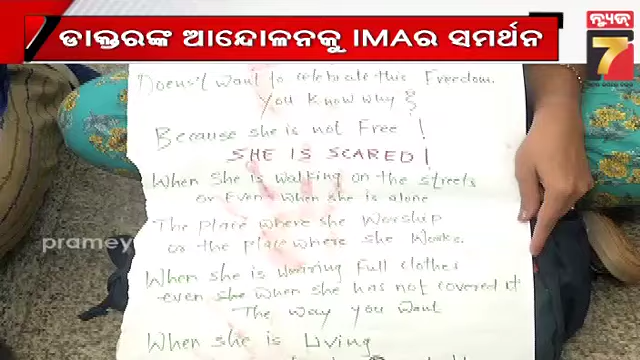 ଡାକ୍ତରଙ୍କ ଆନ୍ଦୋଳନକୁ IMAର ସମର୍ଥନ
ନ୍ୟୁଜ୍
7
Doens't want to celebrate this Freedom.
You Know why ?
Because she is not Free !
SHE IS SCARED !
When She is walking on the streets
or Even when she is alone
The place where she Worship
or the place where she Works.
pramey
When she is wearing full clothes
even she when she has not covered it
The way you want
When she is Living